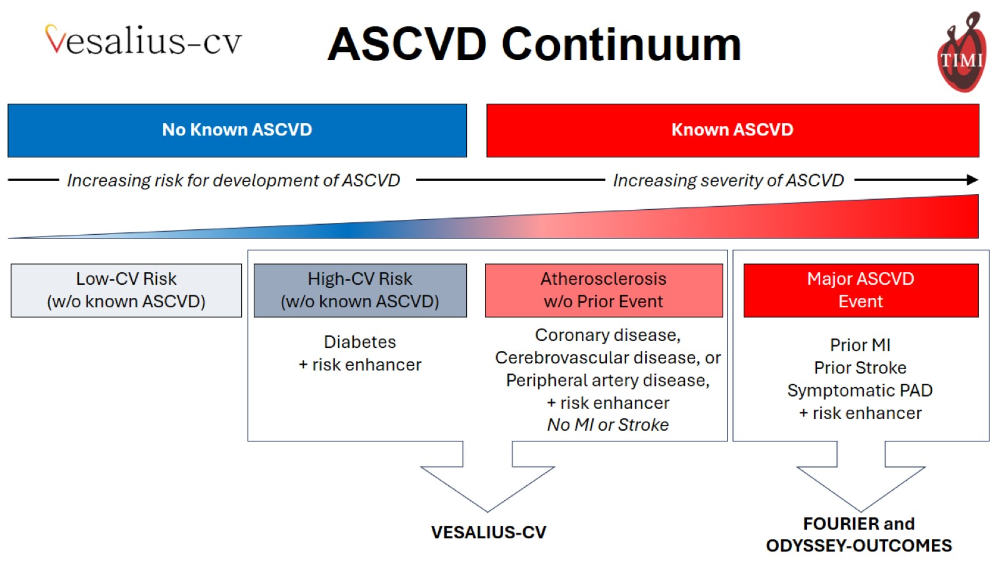 Vesalius-cv
ASCVD Continuum
TIMI
No Known ASCVD
Known ASCVD
Increasing risk for development of ASCVD
Increasing severity of ASCVD
Low-CV Risk
(w/o known ASCVD)
High-CV Risk
(w/o known ASCVD)
Diabetes
+ risk enhancer
Atherosclerosis
w/o Prior Event
Coronary disease,
Cerebrovascular disease, or
Peripheral artery disease,
+ risk enhancer
No MI or Stroke
Major ASCVD
Event
Prior MI
Prior Stroke
Symptomatic PAD
+ risk enhancer
VESALIUS-CV
FOURIER and
ODYSSEY-OUTCOMES